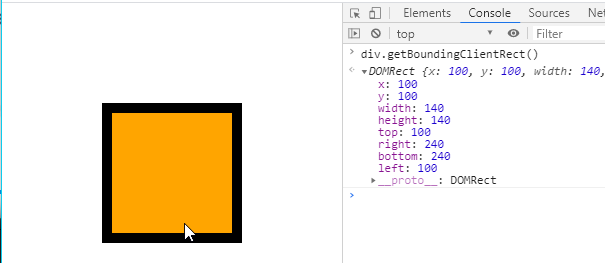 Elements Console Sources Netw
top Filter
div.getBoundingClientRect()
DOMRect {x: 100, y: 100, width: 140,
x: 100
y: 100
width: 140
height: 140
top: 100
right: 240
bottom: 240
left: 100
__proto__: DOMRect